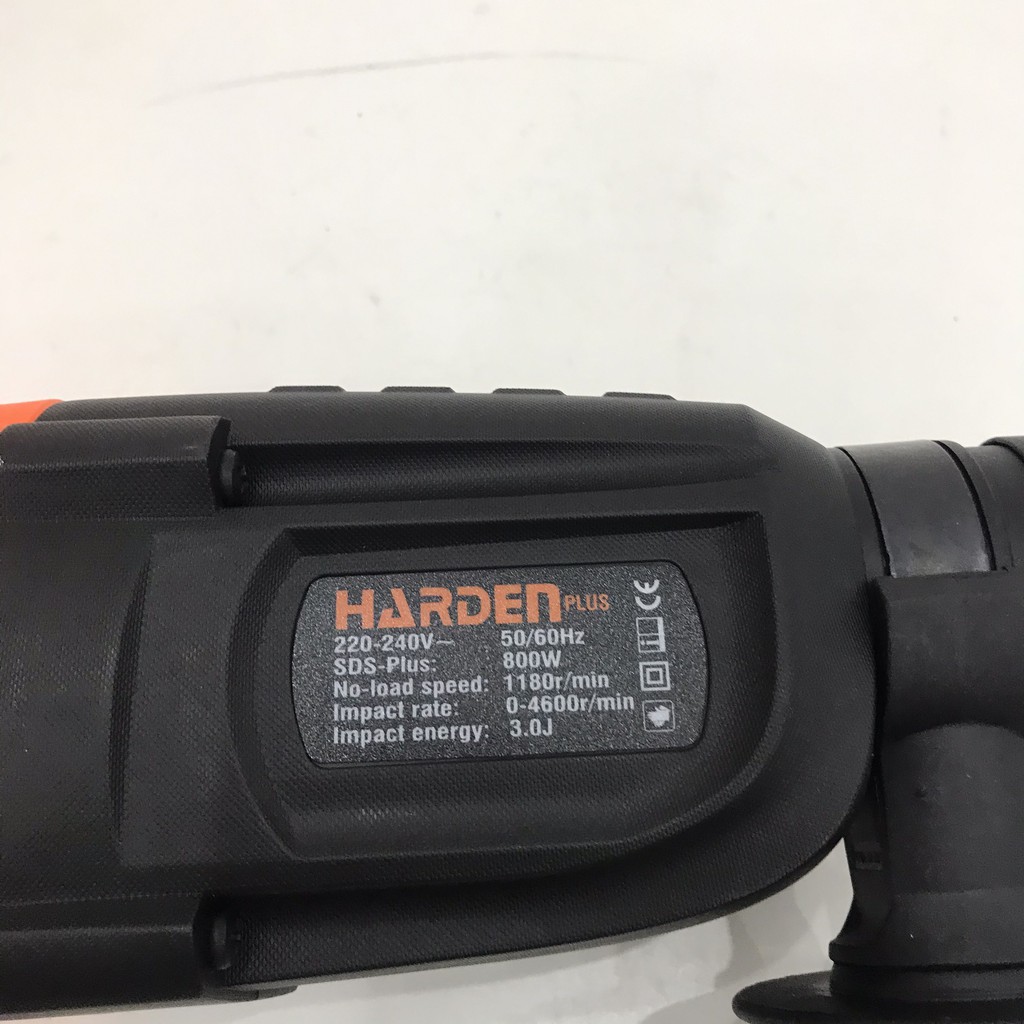 HARDEN PLUS
220-240V~ 50/60Hz
SDS-Plus: 800W
No-load speed: 1180r/min
Impact rate: 0-4600r/min
Impact energy: 3.0J
CE